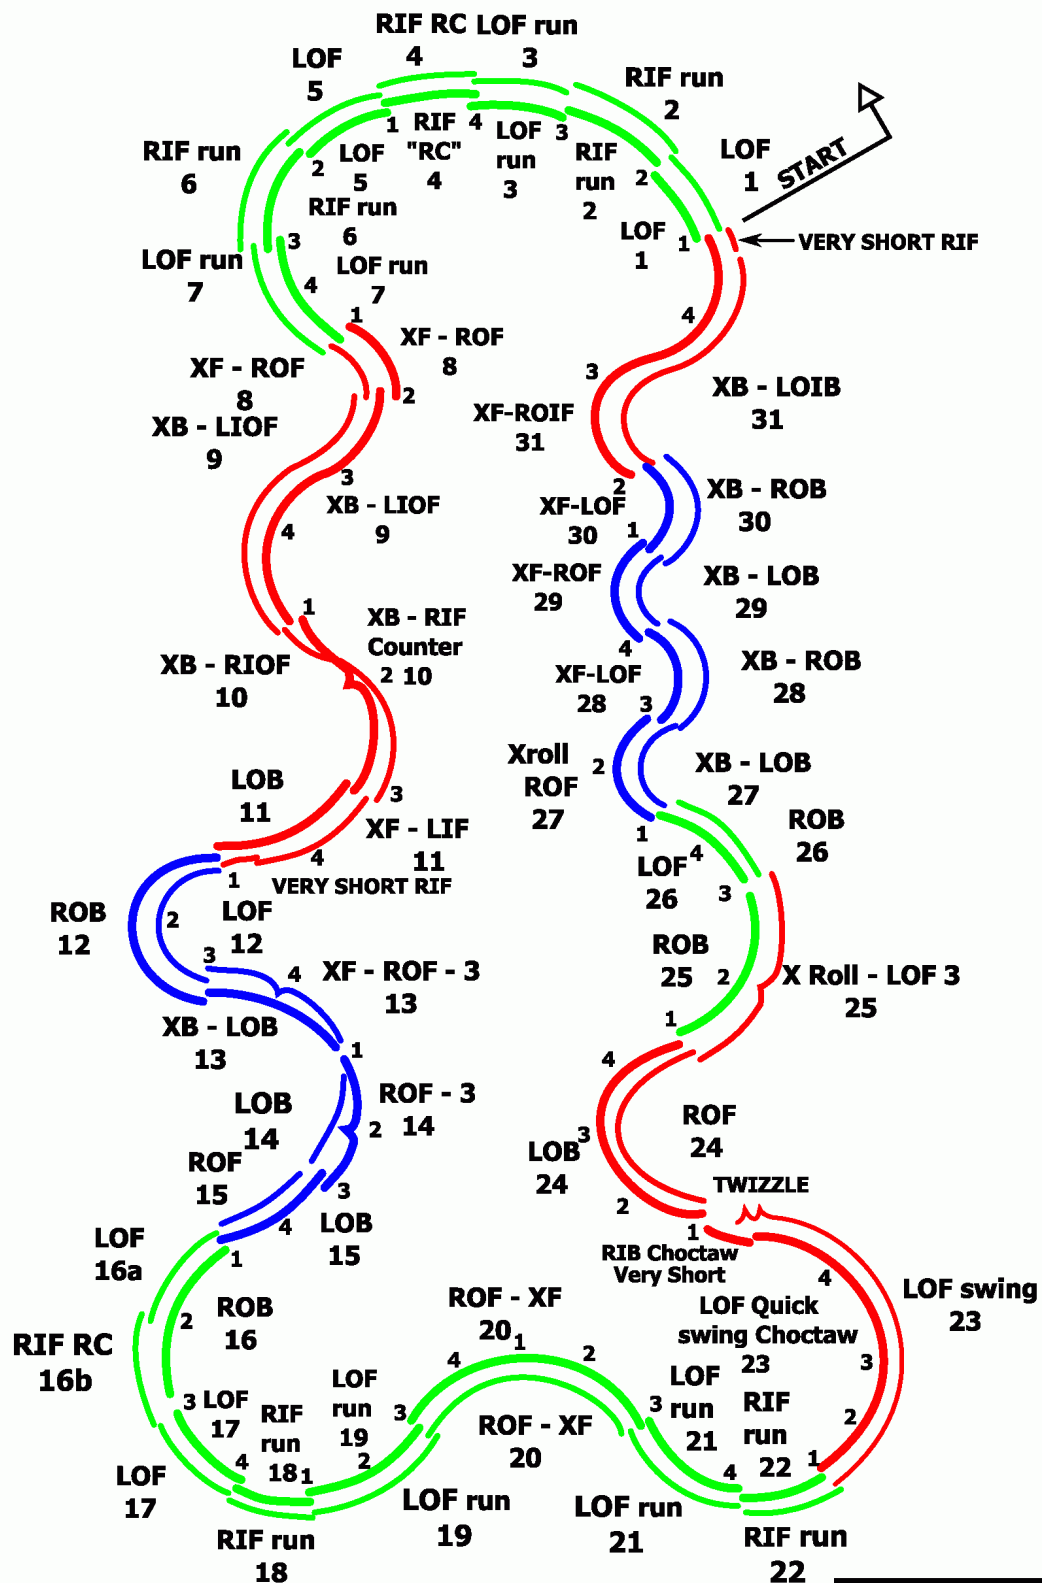 RIF RC
4
LOF run
3
LOF
5
RIF run
2
RIF run
6
LOF
1
START
1
RIF
"RC"
4
4
LOF
run
3
3
RIF
run
2
2
2
LOF
5
LOF
1
1
VERY SHORT RIF
RIF run
6
3
LOF run
7
LOF run
7
4
1
4
XF - ROF
8
XF - ROF
8
2
3
XB - LOIB
31
XF-ROIF
31
XB - LIOF
9
3
XB - LIOF
9
4
2
XF-LOF
30
XB - ROB
30
1
XF-ROF
29
XB - LOB
29
1
XB - RIF
Counter
2 10
XB - RIOF
10
4
XF-LOF
28
XB - ROB
28
3
Xroll
ROF
27
2
XB - LOB
27
LOB
11
3
XF - LIF
11
4
VERY SHORT RIF
1
1
ROB
26
LOF
26
4
3
ROB
12
2
LOF
12
3
4
XF - ROF - 3
13
XB - LOB
13
ROB
25
2
X Roll - LOF 3
25
1
1
4
ROF - 3
14
2
LOB
14
ROF
24
LOB
24
3
2
ROF
15
3
LOB
15
4
TWIZZLE
1
RIB Choctaw
Very Short
LOF
16a
1
ROB
16
2
4
LOF swing
23
LOF Quick
swing Choctaw
23
3
2
1
RIF RC
16b
ROF - XF
20
4
1
2
3
LOF
17
4
RIF
run
18
1
LOF
run
19
2
3
ROF - XF
20
3
LOF
run
21
4
RIF
run
22
LOF
17
RIF run
18
LOF run
19
LOF run
21
RIF run
22